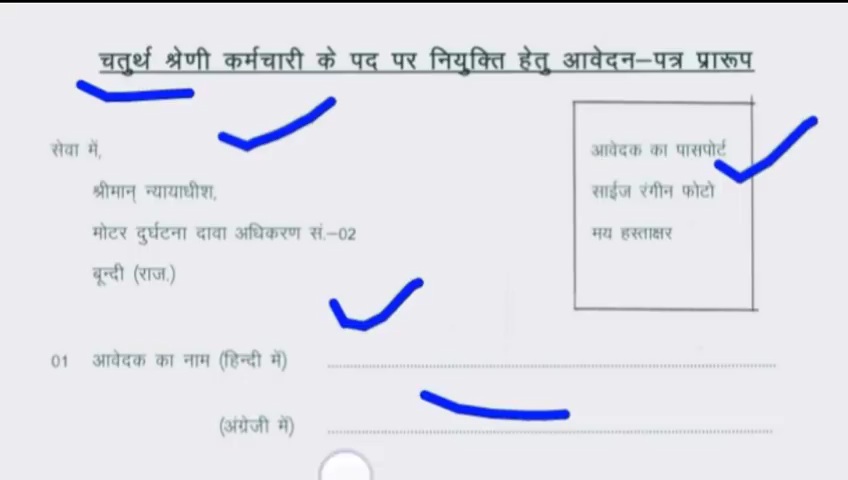 चतुर्थ श्रेणी कर्मचारी के पद पर नियुक्ति हेतु आवेदन–पत्र प्रारूप
सेवा में,
श्रीमान् न्यायाधीश,
मोटर दुर्घटना दावा अधिकरण सं.–02
बून्दी (राज.)
आवेदक का पासपोर्ट
साईज रंगीन फोटो
मय हस्ताक्षर
01 आवेदक का नाम (हिन्दी में) ........................................
(अंग्रेजी में) ........................................